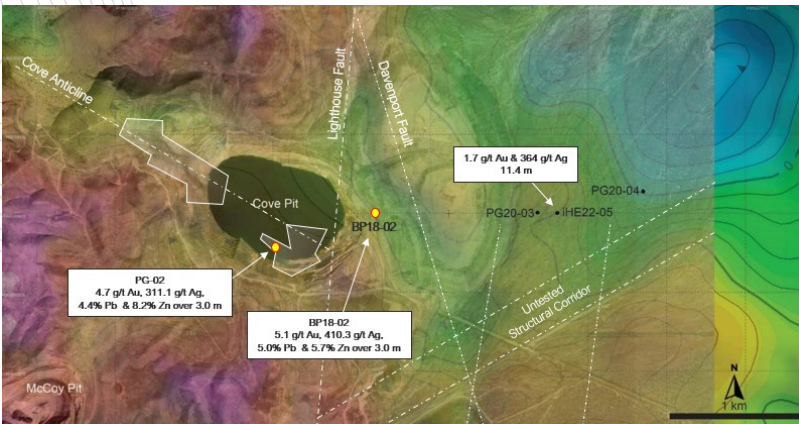 Cove Anticline
Lighthouse Fault
Davenport Fault
1.7 g/t Au & 364 g/t Ag
11.4 m
PG20-04
PG20-03
IHE22-05
Cove Pit
BP18-02
PG-02
4.7 g/t Au, 311.1 g/t Ag,
4.4% Pb & 8.2% Zn over 3.0 m
BP18-02
5.1 g/t Au, 410.3 g/t Ag,
5.0% Pb & 5.7% Zn over 3.0 m
Untested
Structural Corridor
McCoy Pit
N
1 km
0